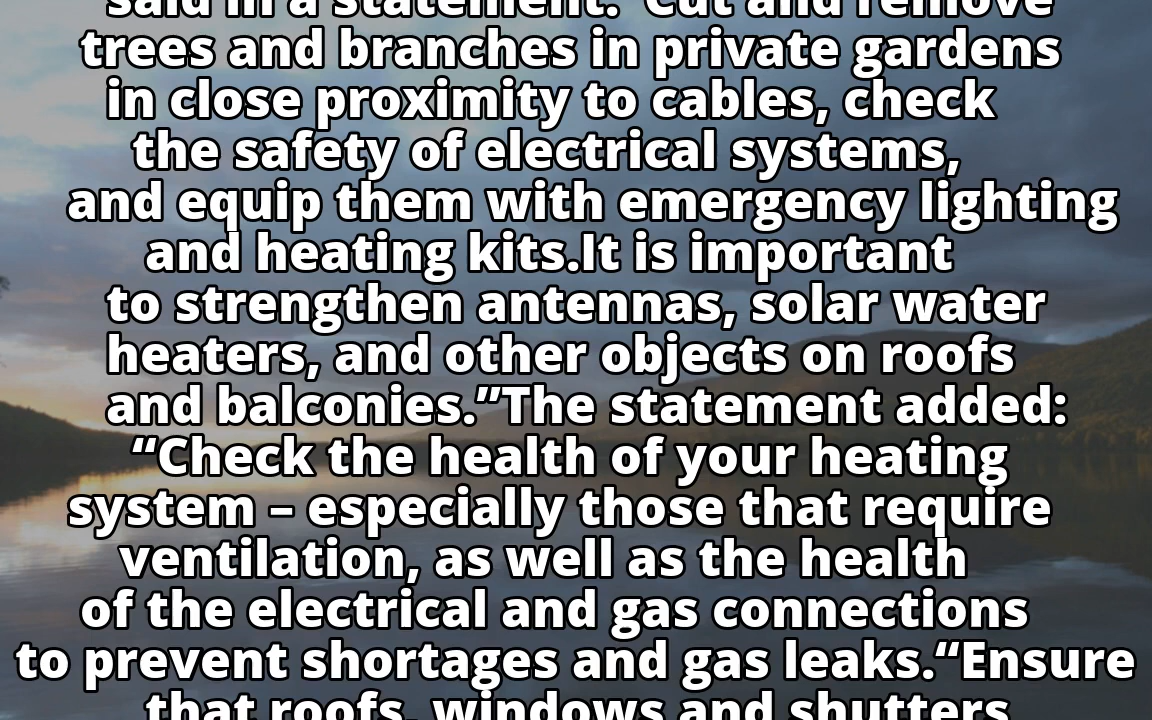 said in a statement. “Cut and remove
trees and branches in private gardens
in close proximity to cables, check
the safety of electrical systems,
and equip them with emergency lighting
and heating kits.It is important
to strengthen antennas, solar water
heaters, and other objects on roofs
and balconies.”The statement added:
“Check the health of your heating
system – especially those that require
ventilation, as well as the health
of the electrical and gas connections
to prevent shortages and gas leaks.“Ensure
that roofs, windows and shutters